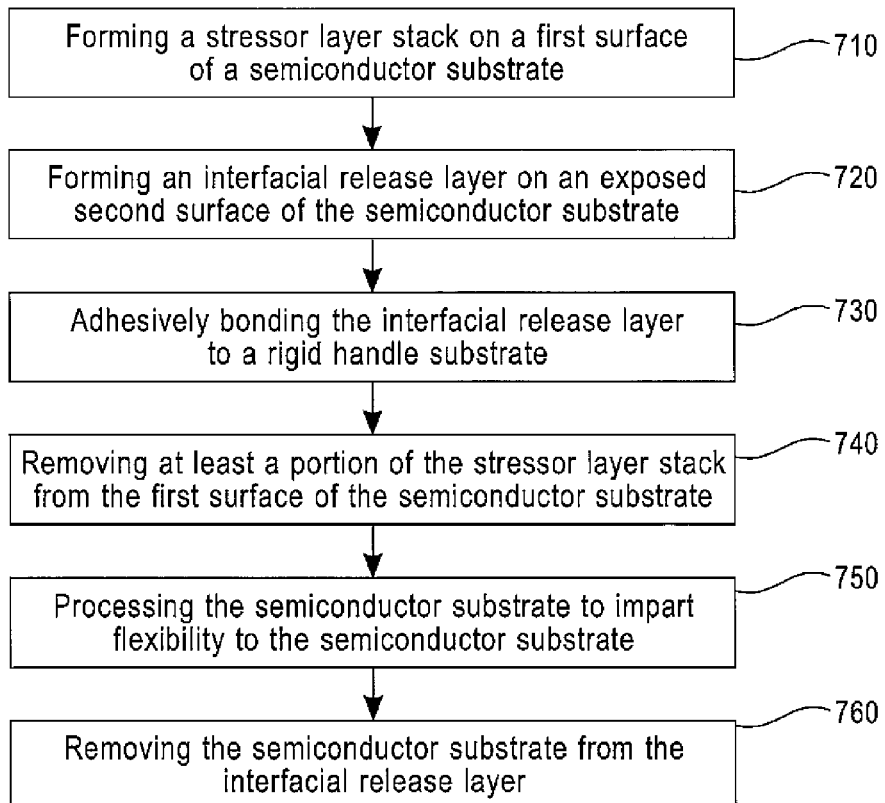 Forming a stressor layer stack on a first surface
of a semiconductor substrate
710
Forming an interfacial release layer on an exposed
second surface of the semiconductor substrate
720
Adhesively bonding the interfacial release layer
to a rigid handle substrate
730
Removing at least a portion of the stressor layer stack
from the first surface of the semiconductor substrate
740
Processing the semiconductor substrate to impart
flexibility to the semiconductor substrate
750
Removing the semiconductor substrate from the
interfacial release layer
760